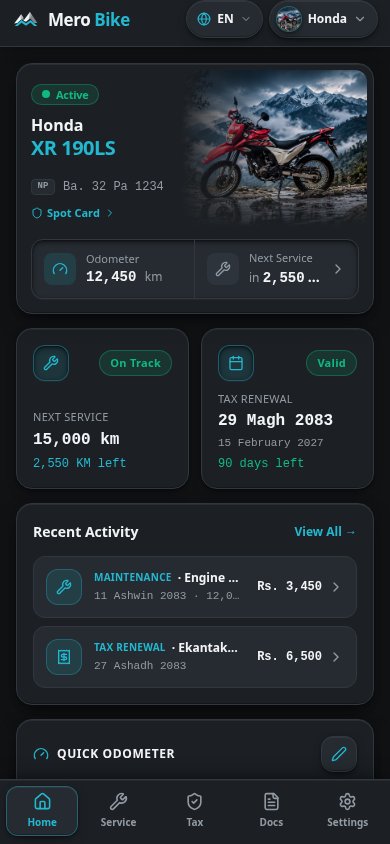 Mero Bike
EN
Honda
Active
Honda
XR 190LS
NP Ba. 32 Pa 1234
Spot Card
Odometer
12,450 km
Next Service
in 2,550 ...
On Track
NEXT SERVICE
15,000 km
2,550 KM left
Valid
TAX RENEWAL
29 Magh 2083
15 February 2027
90 days left
Recent Activity
View All →
MAINTENANCE · Engine ...
11 Ashwin 2083 · 12,0...
Rs. 3,450
TAX RENEWAL · Ekantak...
27 Ashadh 2083
Rs. 6,500
QUICK ODOMETER
Home
Service
Tax
Docs
Settings